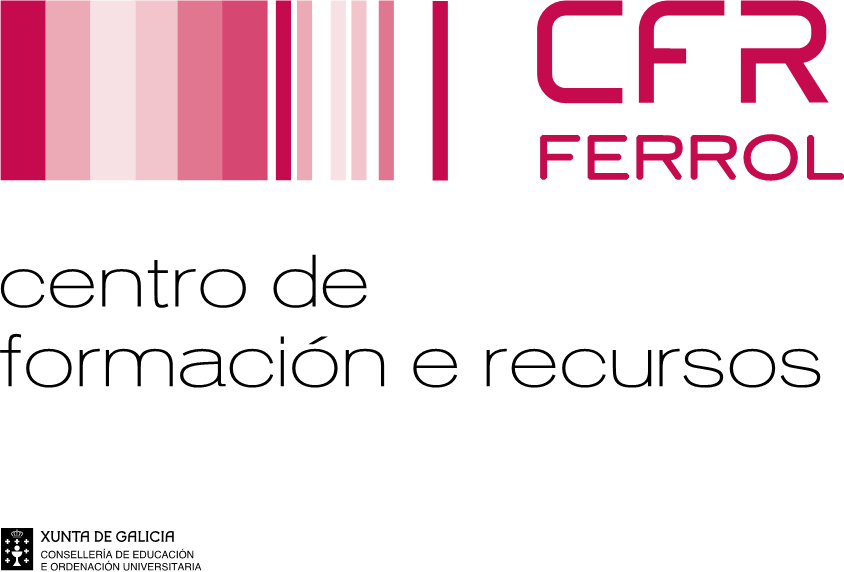 CFR
FERROL
centro de
formación e recursos
XUNTA DE GALICIA
CONSELLERÍA DE EDUCACIÓN
E ORDENACIÓN UNIVERSITARIA